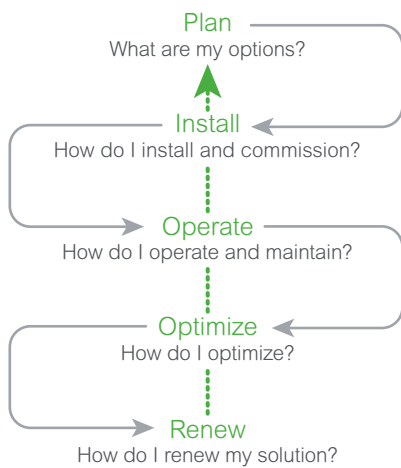 Plan
What are my options?
Install
How do I install and commission?
Operate
How do I operate and maintain?
Optimize
How do I optimize?
Renew
How do I renew my solution?